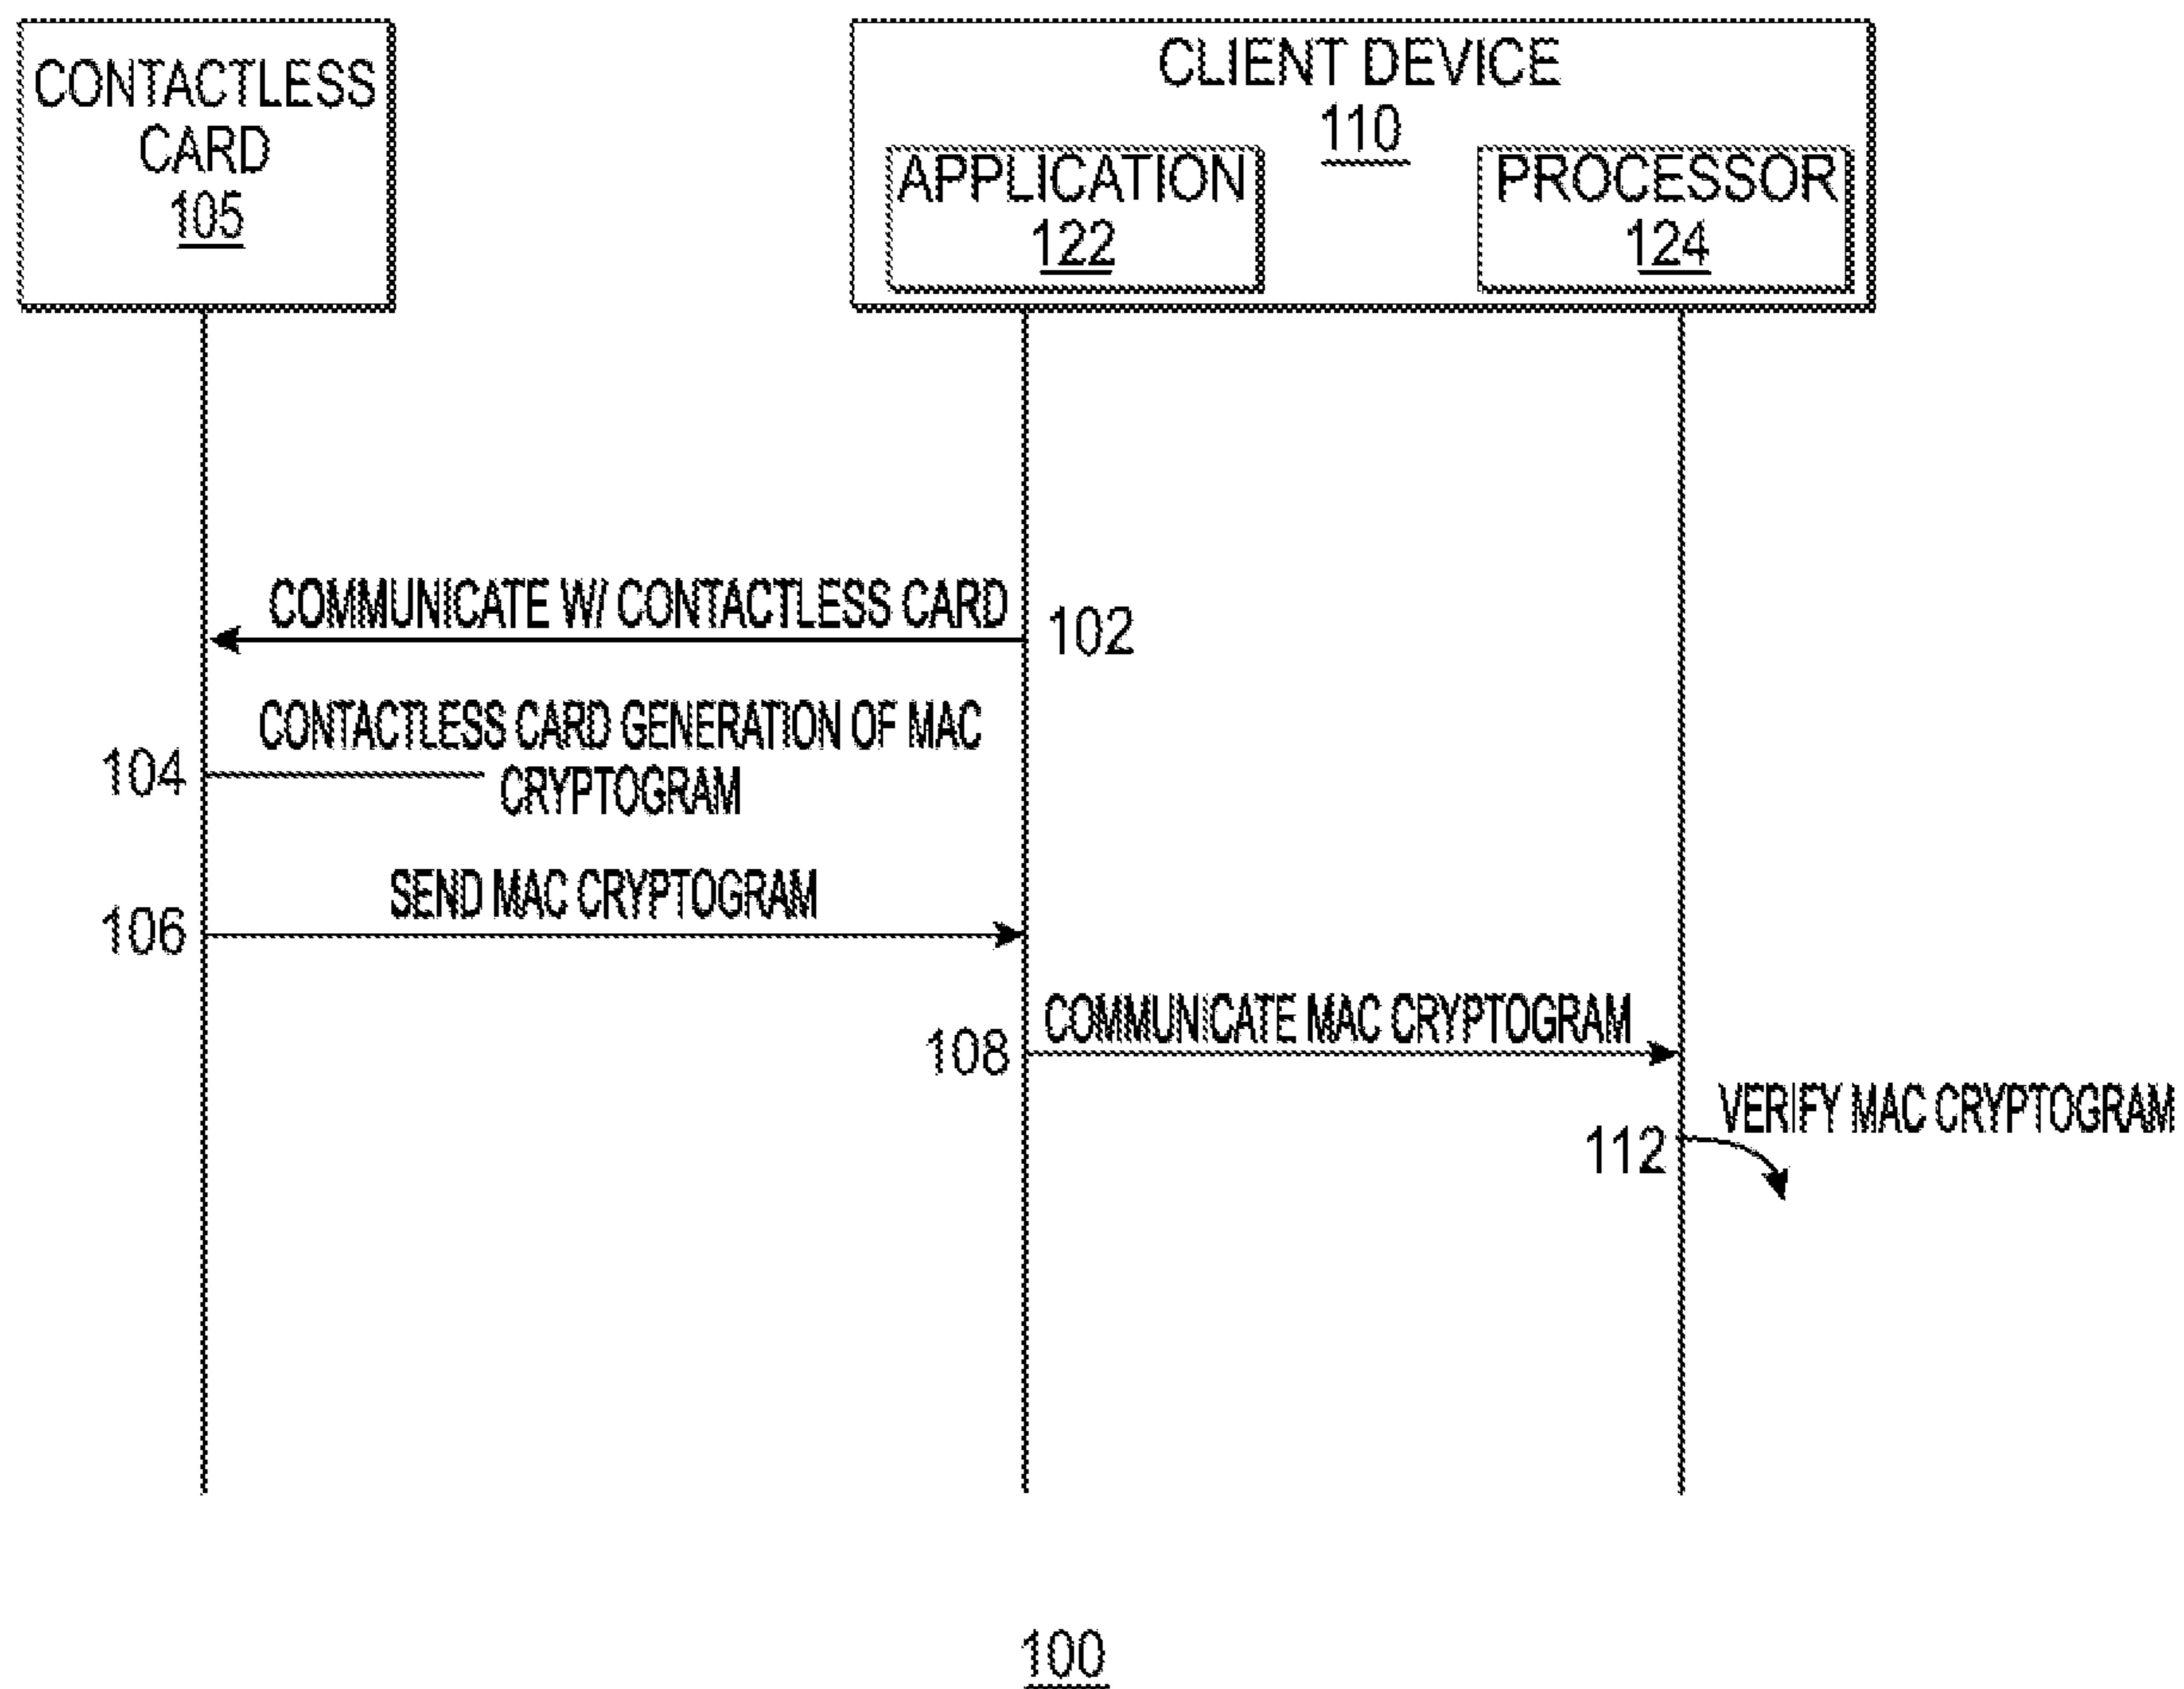 CONTACTLESS
CARD
105
CLIENT DEVICE
110
APPLICATION
122
PROCESSOR
124
COMMUNICATE W/ CONTACTLESS CARD
102
CONTACTLESS CARD GENERATION OF MAC
104
CRYPTOGRAM
SEND MAC CRYPTOGRAM
106
COMMUNICATE MAC CRYPTOGRAM
108
VERIFY MAC CRYPTOGRAM
112
100